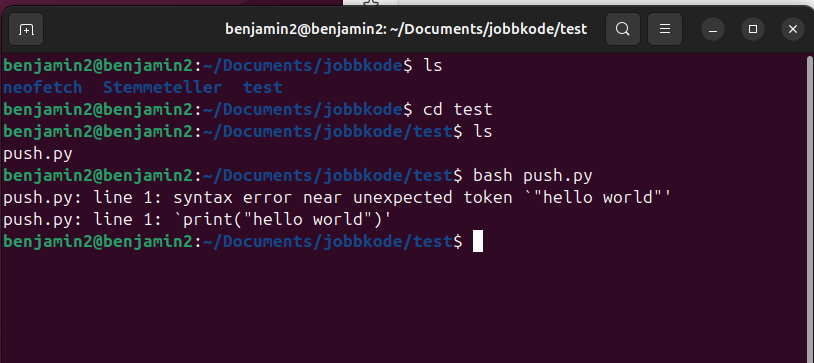 benjamin2@benjamin2: ~/Documents/jobbkode/test
benjamin2@benjamin2:~/Documents/jobbkode$ ls
neofetch  Stemmeteller  test
benjamin2@benjamin2:~/Documents/jobbkode$ cd test
benjamin2@benjamin2:~/Documents/jobbkode/test$ ls
push.py
benjamin2@benjamin2:~/Documents/jobbkode/test$ bash push.py
push.py: line 1: syntax error near unexpected token `"hello world"'
push.py: line 1: `print("hello world")'
benjamin2@benjamin2:~/Documents/jobbkode/test$